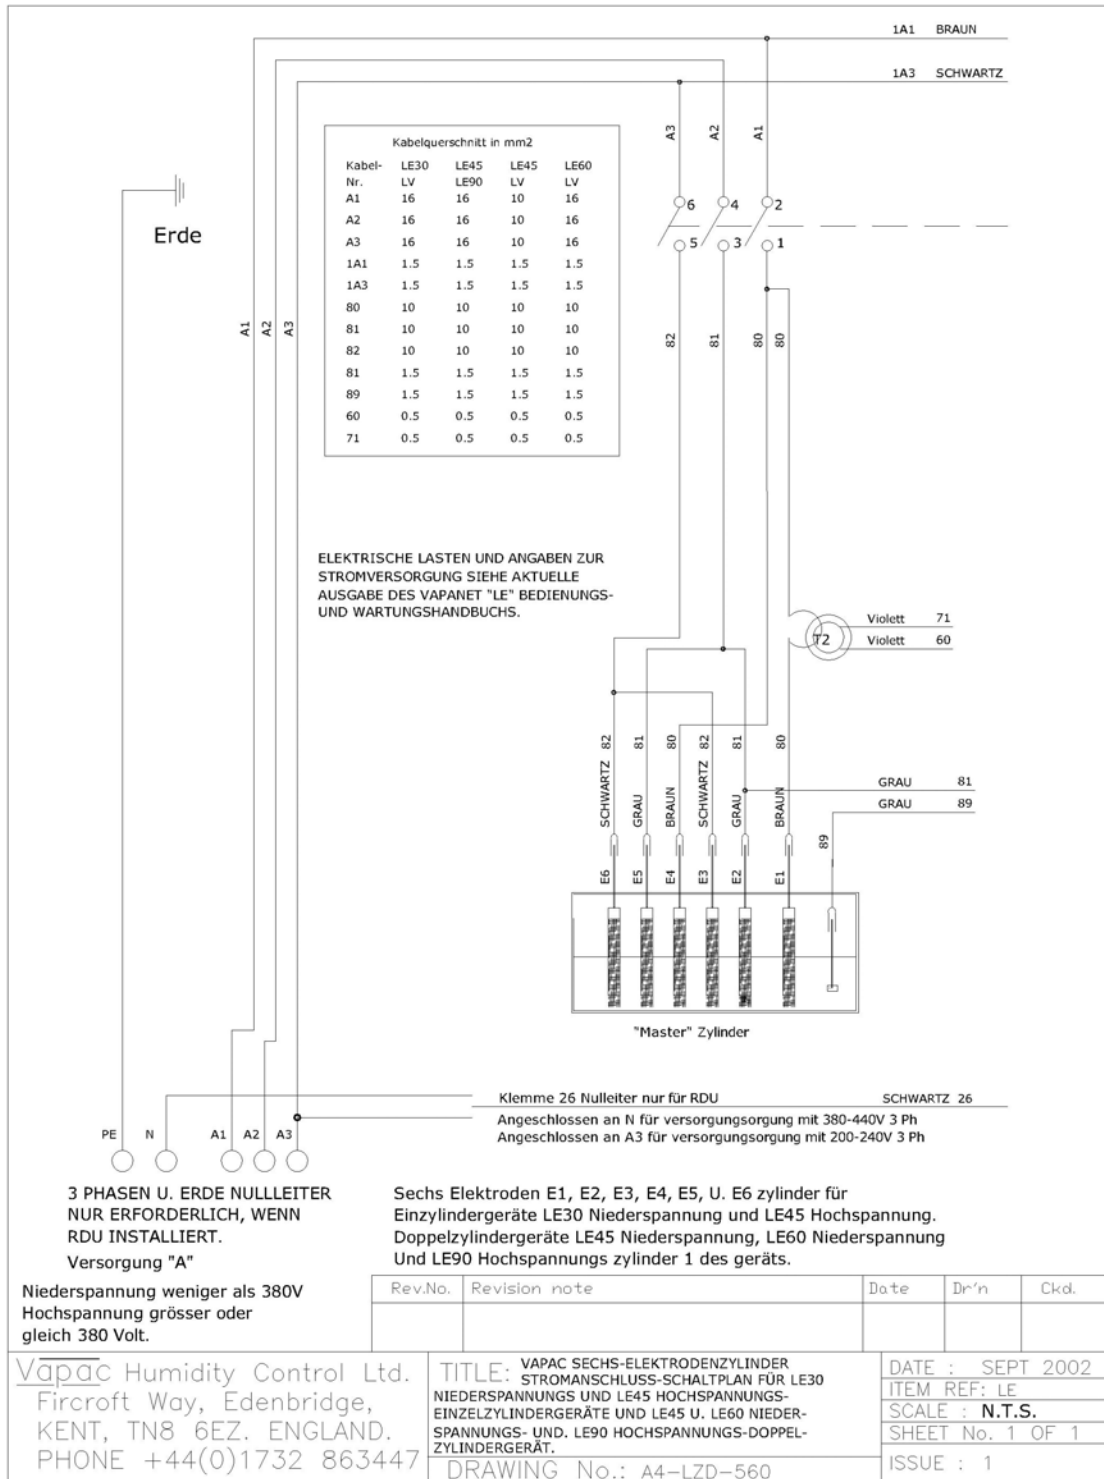 1A1 BRAUN
1A3 SCHWARTZ
A3 A2 A1
Kabelquerschnitt in mm2
Kabel- LE30 LE45 LE45 LE60
Nr. LV LE90 LV LV
A1 16 16 10 16
A2 16 16 10 16
A3 16 16 10 16
1A1 1.5 1.5 1.5 1.5
1A3 1.5 1.5 1.5 1.5
80 10 10 10 10
81 10 10 10 10
82 10 10 10 10
81 1.5 1.5 1.5 1.5
89 1.5 1.5 1.5 1.5
60 0.5 0.5 0.5 0.5
71 0.5 0.5 0.5 0.5
Erde
6 4 2
5 3 1
A1 A2 A3
82 81 80 80
ELEKTRISCHE LASTEN UND ANGABEN ZUR
STROMVERSORGUNG SIEHE AKTUELLE
AUSGABE DES VAPANET "LE" BEDIENUNGS-
UND WARTUNGSHANDBUCHS.
Violett 71
T2
Violett 60
SCHWARTZ 82
GRAU 81
BRAUN 80
SCHWARTZ 82
GRAU 81
BRAUN 80
GRAU 81
GRAU 89
89
E6 E5 E4 E3 E2 E1
"Master" Zylinder
Klemme 26 Nulleiter nur für RDU SCHWARTZ 26
Angeschlossen an N für versorgungsorgung mit 380-440V 3 Ph
Angeschlossen an A3 für versorgungsorgung mit 200-240V 3 Ph
PE N A1 A2 A3
3 PHASEN U. ERDE NULLLEITER
NUR ERFORDERLICH, WENN
RDU INSTALLIERT.
Versorgung "A"
Sechs Elektroden E1, E2, E3, E4, E5, U. E6 zylinder für
Einzylindergeräte LE30 Niederspannung und LE45 Hochspannung.
Doppelzylindergeräte LE45 Niederspannung, LE60 Niederspannung
Und LE90 Hochspannungs zylinder 1 des geräts.
Niederspannung weniger als 380V
Hochspannung grösser oder
gleich 380 Volt.
Rev.No. Revision note Date Dr'n Ckd.
Vapac Humidity Control Ltd.
Fircroft Way, Edenbridge,
KENT, TN8 6EZ. ENGLAND.
PHONE +44(0)1732 863447
TITLE: VAPAC SECHS-ELEKTRODENZYLINDER
STROMANSCHLUSS-SCHALTPLAN FÜR LE30
NIEDERSPANNUNGS UND LE45 HOCHSPANNUNGS-
EINZELZYLINDERGERÄTE UND LE45 U. LE60 NIEDER-
SPANNUNGS- UND. LE90 HOCHSPANNUNGS-DOPPEL-
ZYLINDERGERÄT.
DRAWING No.: A4-LZD-560
DATE : SEPT 2002
ITEM REF: LE
SCALE : N.T.S.
SHEET No. 1 OF 1
ISSUE : 1